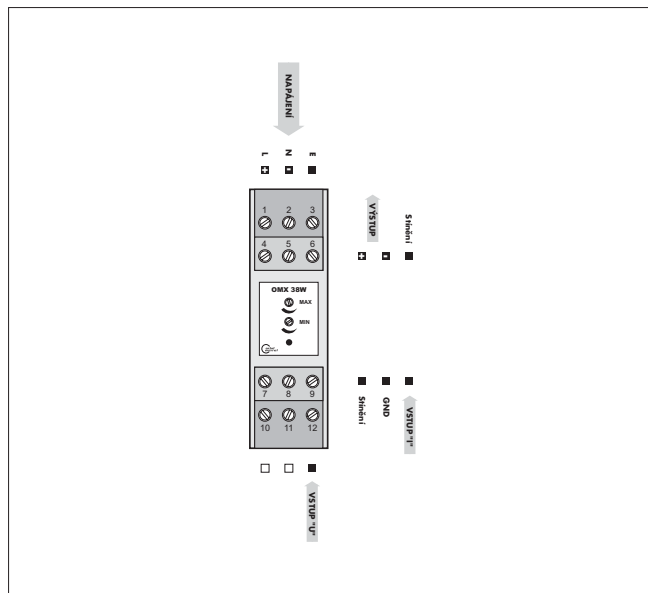 NAPÁJENÍ
L N E
1 2 3
VÝSTUP
Stínění
4 5 6
OMX 38W
MAX
MIN
7 8 9
Stínění
GND
VSTUP "I"
10 11 12
VSTUP "U"